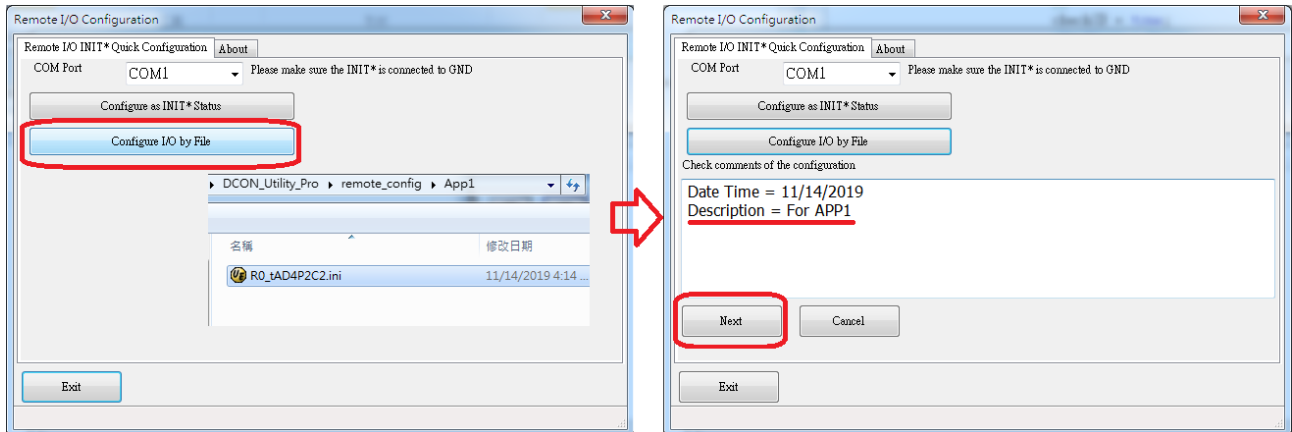 Remote I/O Configuration
Remote I/O INIT* Quick Configuration About
COM Port COM1 Please make sure the INIT* is connected to GND
Configure as INIT* Status
Configure I/O by File
DCON_Utility_Pro remote_config App1
名稱 修改日期
R0_tAD4P2C2.ini 11/14/2019 4:14 ...
Exit
Remote I/O Configuration
Remote I/O INIT* Quick Configuration About
COM Port COM1 Please make sure the INIT* is connected to GND
Configure as INIT* Status
Configure I/O by File
Check comments of the configuration
Date Time = 11/14/2019
Description = For APP1
Next Cancel
Exit